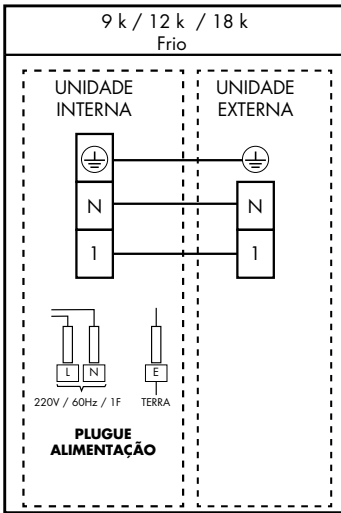 9 k / 12 k / 18 k
Frio
UNIDADE
INTERNA
UNIDADE
EXTERNA
N
N
1
1
L
N
E
220V / 60Hz / 1F
TERRA
PLUGUE
ALIMENTAÇÃO